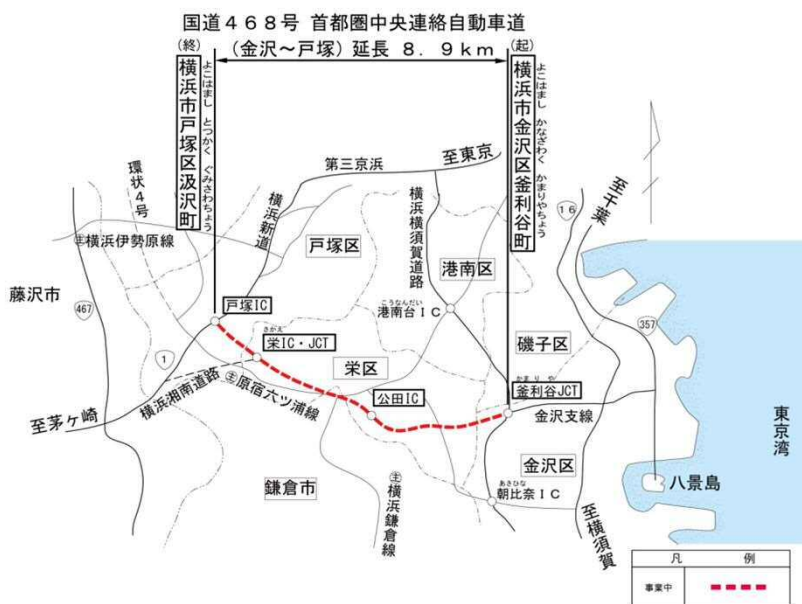 国道468号 首都圏中央連絡自動車道
(金沢〜戸塚) 延長 8.9km
(終)
横浜市戸塚区汲沢町
よこはまし とつかく ぐみさわちょう
(起)
横浜市金沢区釜利谷町
よこはまし かなざわく かまりやちょう
第三京浜
至東京
環状4号
横浜新道
横浜横須賀道路
至千葉
16
㊤横浜伊勢原線
戸塚区
港南区
藤沢市
467
戸塚IC
こうなんだい
港南台IC
357
さかえ
栄IC・JCT
磯子区
1
栄区
横浜湘南道路
㊤原宿六ツ浦線
公田IC
かまりや
釜利谷JCT
金沢支線
至茅ヶ崎
東京湾
金沢区
鎌倉市
㊤横浜鎌倉線
あさひな
朝比奈IC
八景島
至横須賀
凡 例
事業中